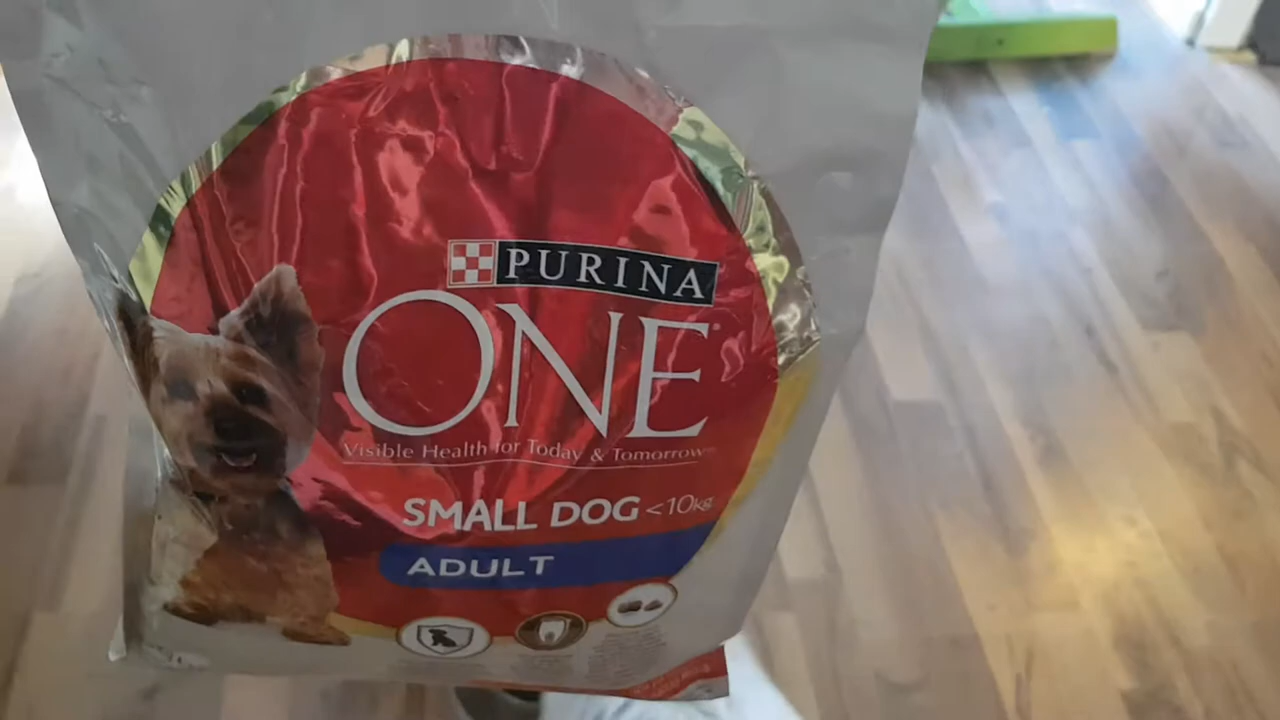 PURINA
ONE
Visible Health for Today & Tomorrow
SMALL DOG <10kg
ADULT